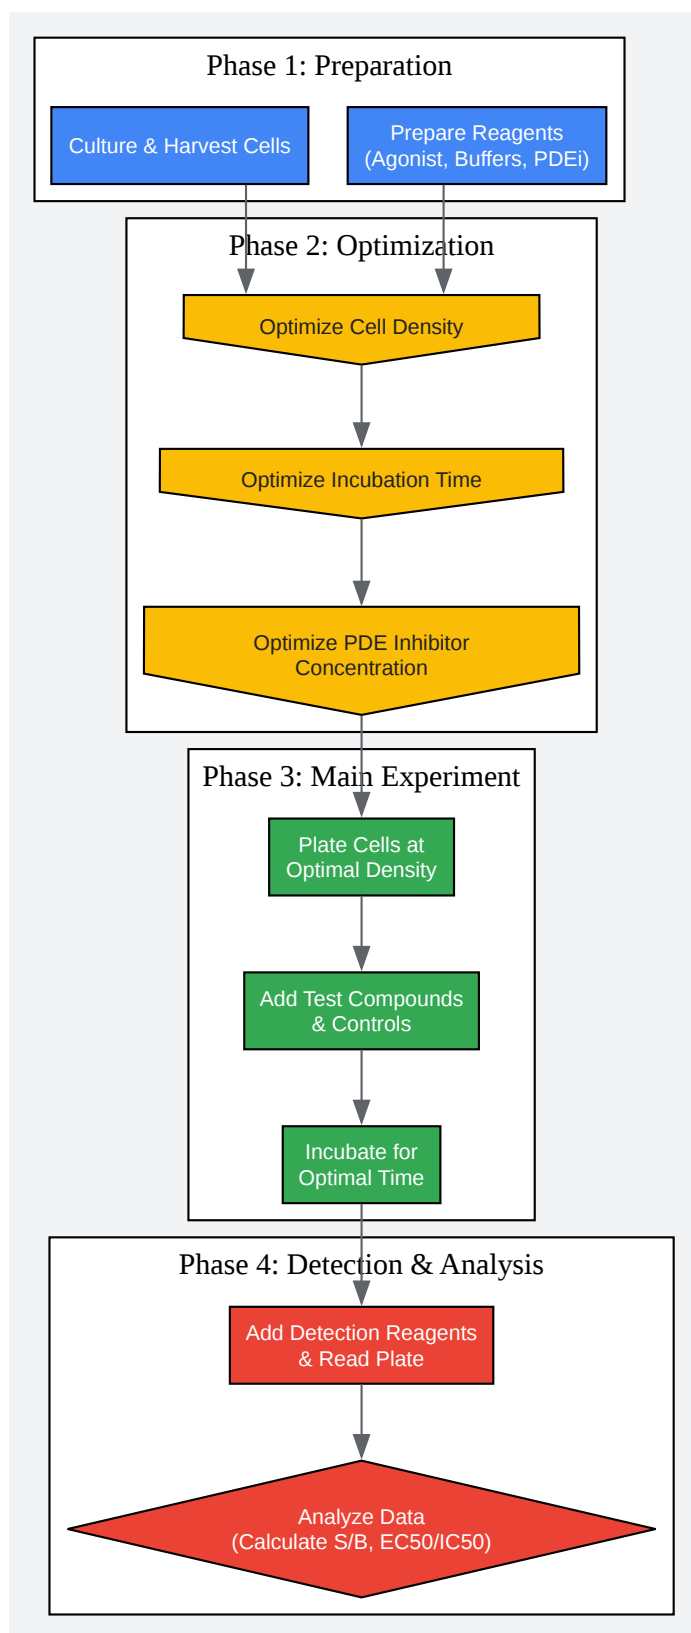 Phase 1: Preparation
Culture & Harvest Cells
Prepare Reagents
(Agonist, Buffers, PDEi)
Phase 2: Optimization
Optimize Cell Density
Optimize Incubation Time
Optimize PDE Inhibitor
Concentration
Phase 3: Main Experiment
Plate Cells at
Optimal Density
Add Test Compounds
& Controls
Incubate for
Optimal Time
Phase 4: Detection & Analysis
Add Detection Reagents
& Read Plate
Analyze Data
(Calculate S/B, EC50/IC50)